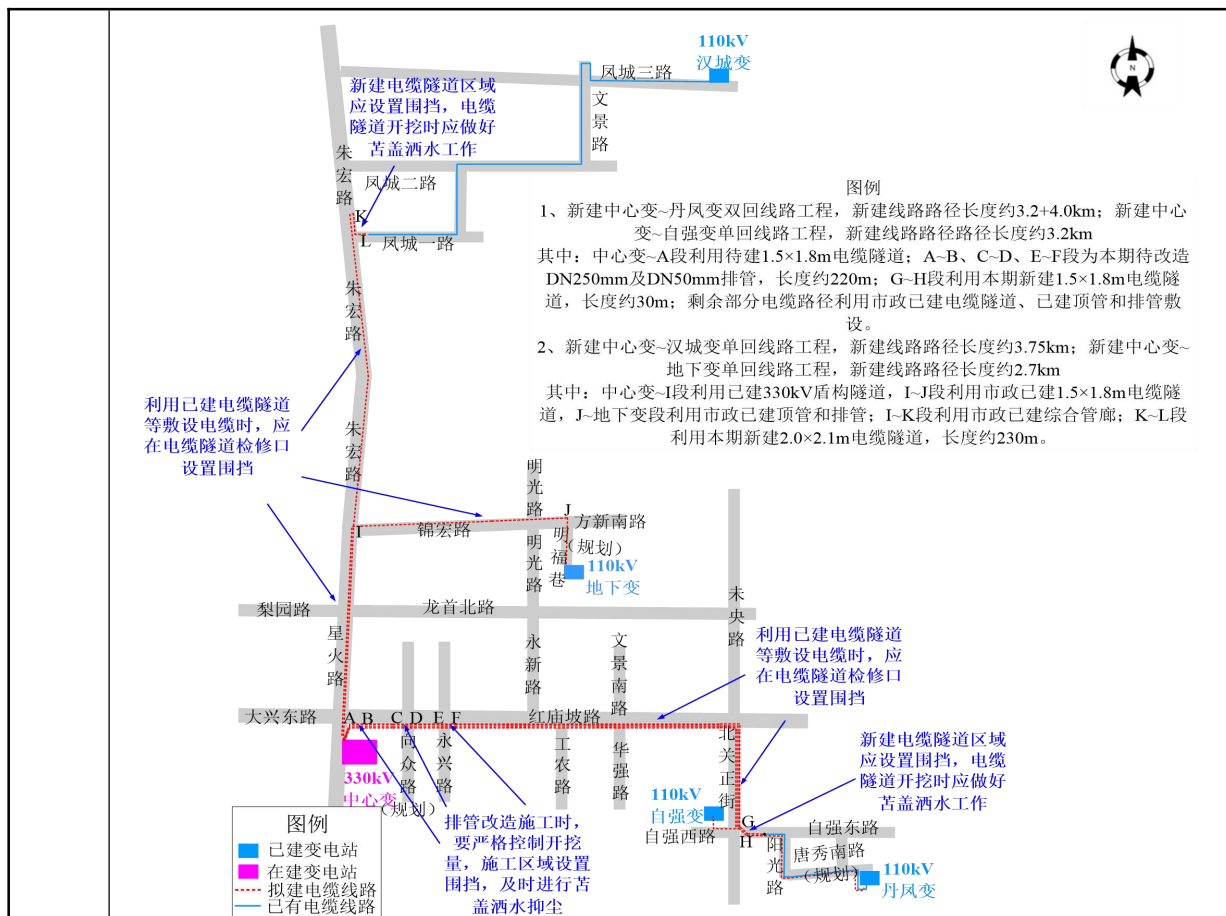 110kV
汉城变
N
凤城三路
新建电缆隧道区域
应设置围挡，电缆
隧道开挖时应做好
苫盖洒水工作
文景路
朱宏路
凤城二路
K
L
凤城一路
图例
1、新建中心变~丹凤变双回线路工程，新建线路路径长度约3.2+4.0km；新建中心
变~自强变单回线路工程，新建线路路径路径长度约3.2km
其中：中心变~A段利用待建1.5×1.8m电缆隧道；A~B、C~D、E~F段为本期待改造
DN250mm及DN50mm排管，长度约220m；G~H段利用本期新建1.5×1.8m电缆隧
道，长度约30m；剩余部分电缆路径利用市政已建电缆隧道、已建顶管和排管敷
设。
2、新建中心变~汉城变单回线路工程，新建线路路径长度约3.75km；新建中心变~
地下变单回线路工程，新建线路路径长度约2.7km
其中：中心变~I段利用已建330kV盾构隧道，I~J段利用市政已建1.5×1.8m电缆隧
道，J~地下变段利用市政已建顶管和排管；I~K段利用市政已建综合管廊；K~L段
利用本期新建2.0×2.1m电缆隧道，长度约230m。
朱宏路
利用已建电缆隧道
等敷设电缆时，应
在电缆隧道检修口
设置围挡
朱宏路
明光路
J
方新南路
I
锦宏路
明光路
明福巷
（规划）
110kV
地下变
梨园路
龙首北路
未央路
星火路
永新路
文景南路
利用已建电缆隧道
等敷设电缆时，应
在电缆隧道检修口
设置围挡
大兴东路
A B C D E F
红庙坡路
向众路
（规划）
永兴路
工农路
华强路
北关正街
新建电缆隧道区域
应设置围挡，电缆
隧道开挖时应做好
苫盖洒水工作
330kV
中心变
110kV
自强变
自强西路
G
H
自强东路
阳光路
唐秀南路
（规划）
110kV
丹凤变
排管改造施工时，
要严格控制开挖
量，施工区域设置
围挡，及时进行苫
盖洒水抑尘
图例
已建变电站
在建变电站
拟建电缆线路
已有电缆线路